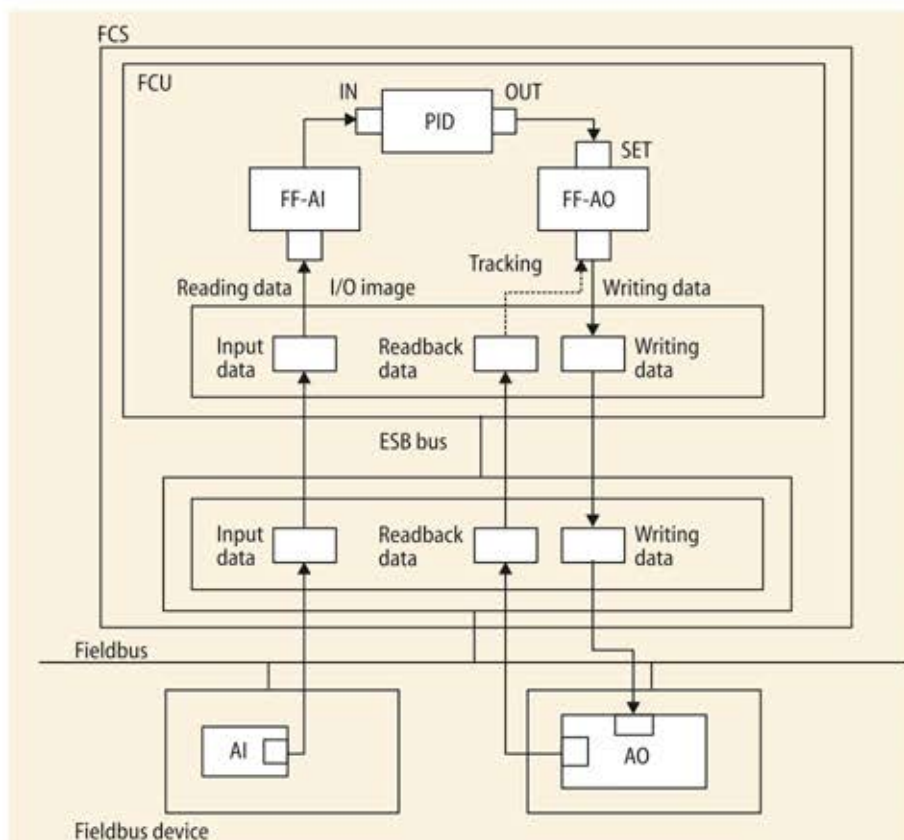 FCS
FCU
IN
OUT
PID
SET
FF-AI
FF-AO
Tracking
Reading data
I/O image
Writing data
Input
data
Readback
data
Writing
data
ESB bus
Input
data
Readback
data
Writing
data
Fieldbus
AI
AO
Fieldbus device